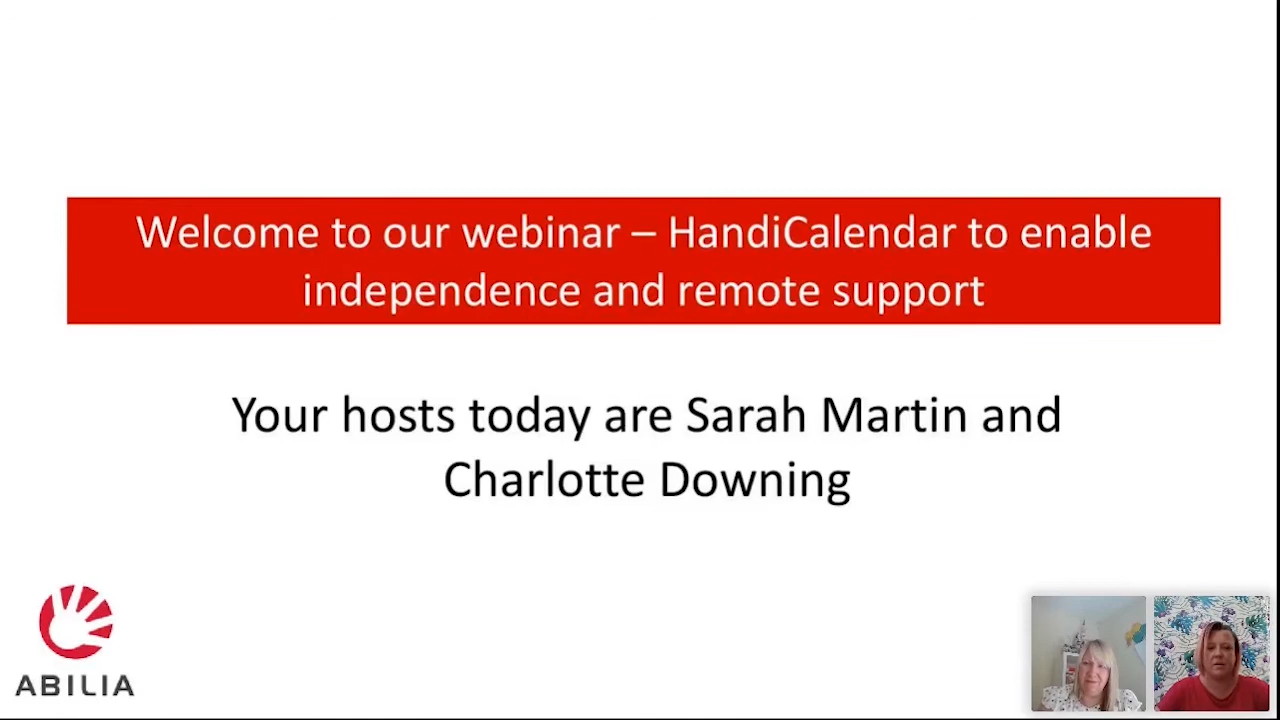 Welcome to our webinar – HandiCalendar to enable
independence and remote support
Your hosts today are Sarah Martin and
Charlotte Downing
ABILIA